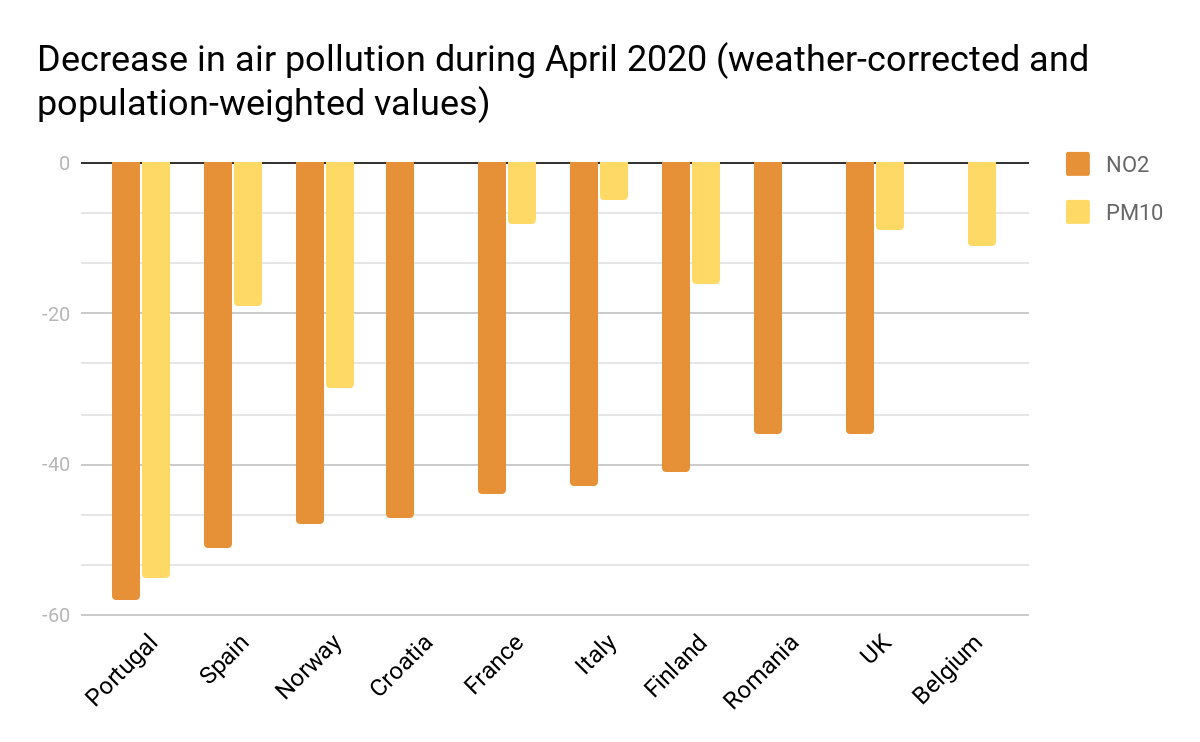 Decrease in air pollution during April 2020 (weather-corrected and
population-weighted values)
0
-20
-40
-60
NO2
PM10
Portugal
Spain
Norway
Croatia
France
Italy
Finland
Romania
UK
Belgium